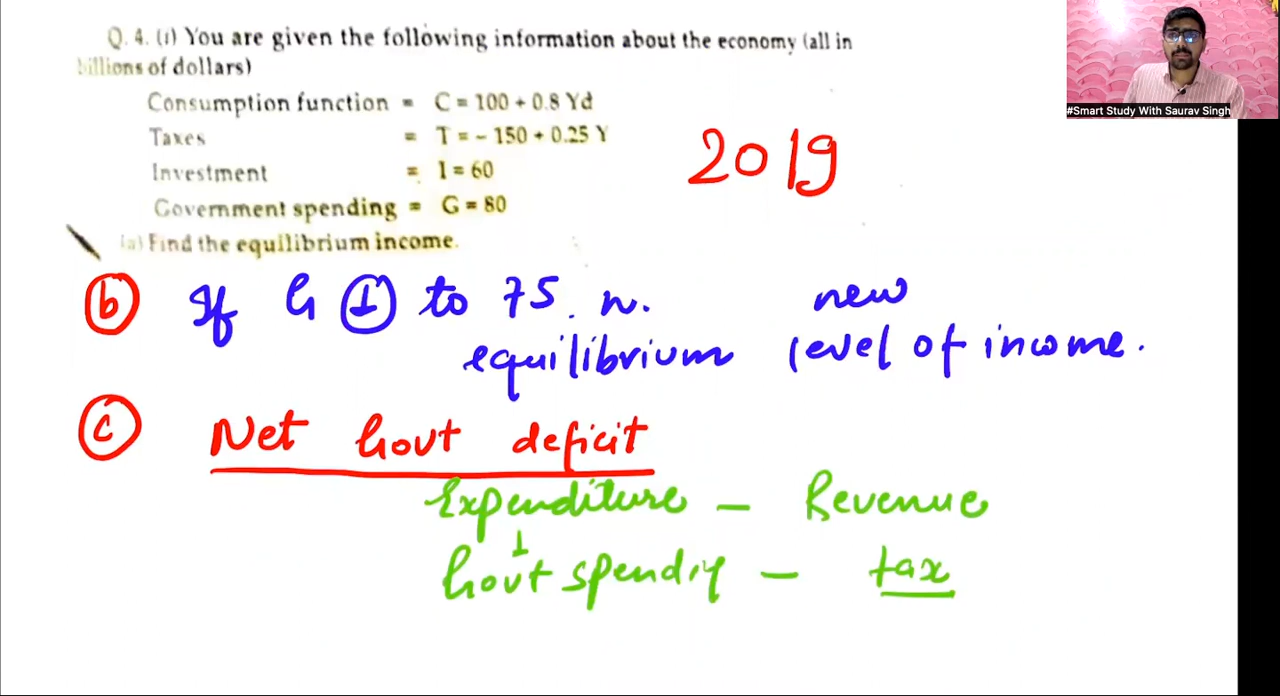 Q. 4. (i) You are given the following information about the economy (all in
billions of dollars)
Consumption function = C = 100 + 0.8 Yd
Taxes = T = - 150 + 0.25 Y
Investment = I = 60
Government spending = G = 80
(a) Find the equilibrium income.
2019
#Smart Study With Saurav Singh
(b) If G ↓ to 75. new
equilibrium level of income.
(c) Net Govt deficit
Expenditure - Revenue
↓
Govt spending - tax